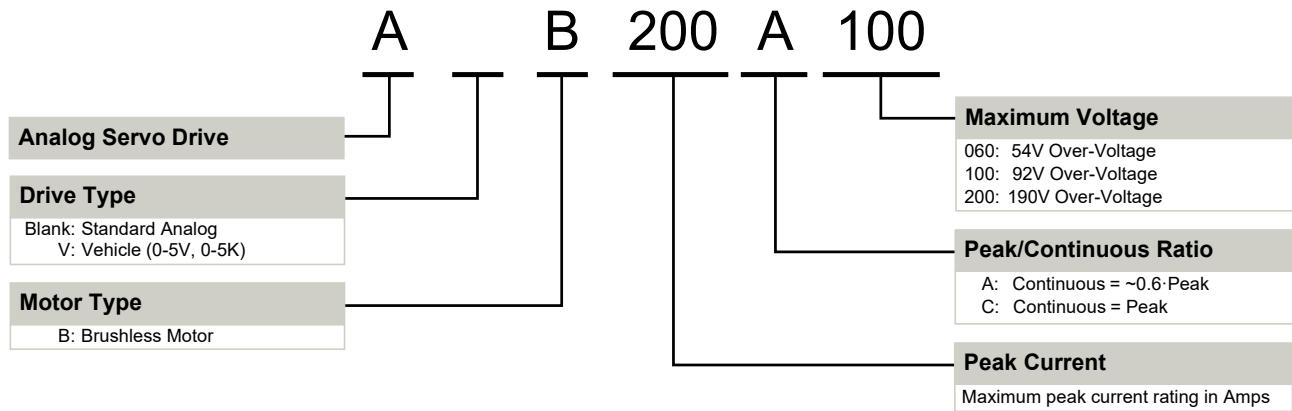 A B 200 A 100
Analog Servo Drive
Drive Type
Blank: Standard Analog
V: Vehicle (0-5V, 0-5K)
Motor Type
B: Brushless Motor
Maximum Voltage
060: 54V Over-Voltage
100: 92V Over-Voltage
200: 190V Over-Voltage
Peak/Continuous Ratio
A: Continuous = ~0.6·Peak
C: Continuous = Peak
Peak Current
Maximum peak current rating in Amps